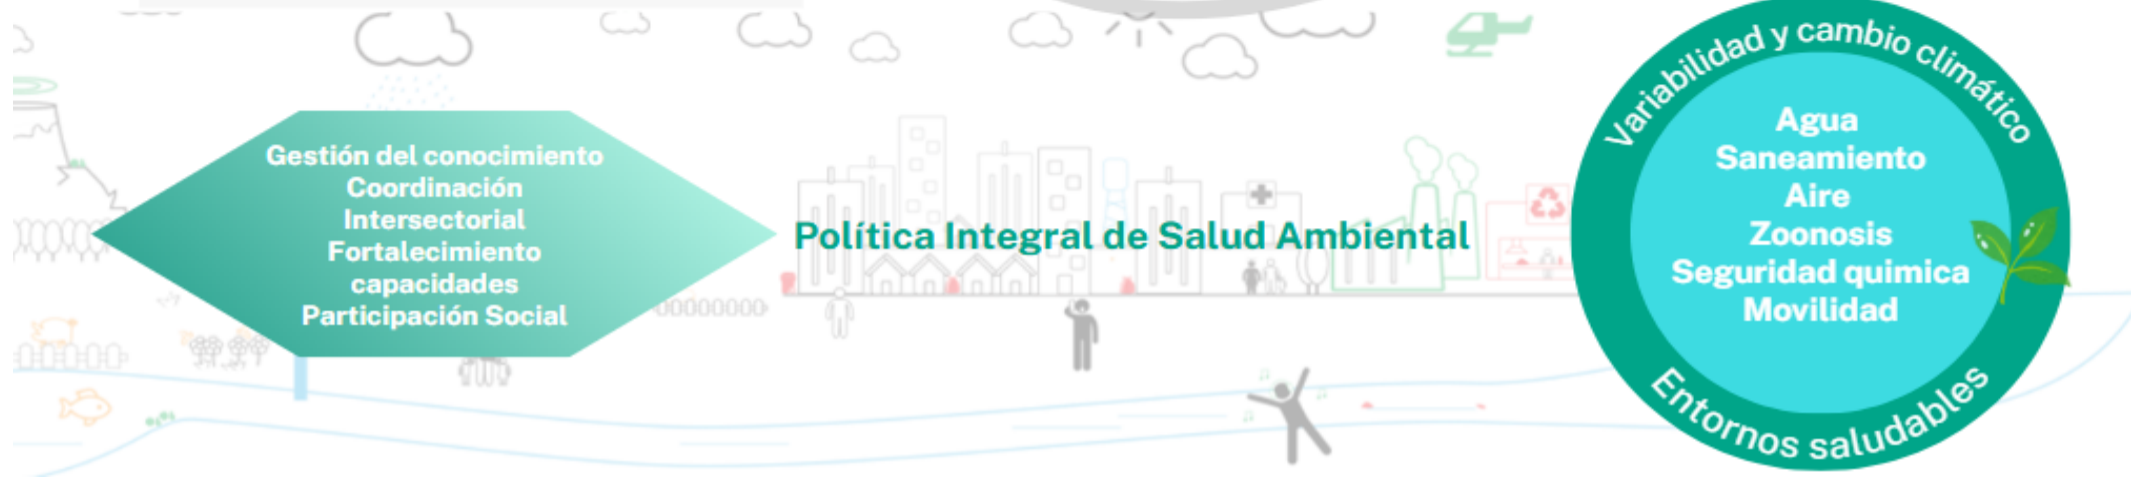 Gestión del conocimiento
Coordinación
Intersectorial
Fortalecimiento
capacidades
Participación Social
Política Integral de Salud Ambiental
Variabilidad y cambio climático
Agua
Saneamiento
Aire
Zoonosis
Seguridad quimica
Movilidad
Entornos saludables